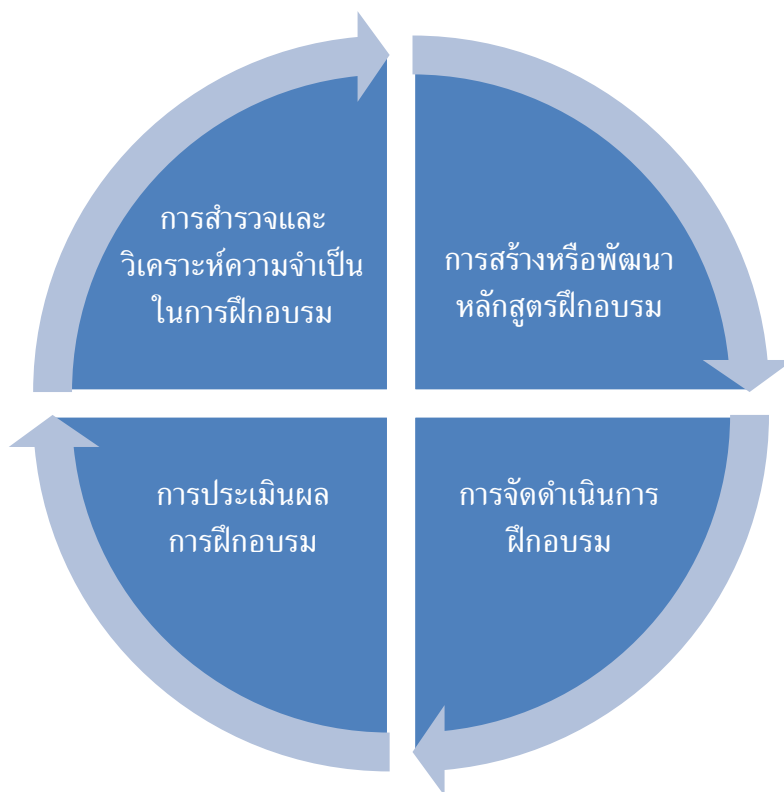 การสำรวจและ
วิเคราะห์ความจำเป็น
ในการฝึกอบรม
การสร้างหรือพัฒนา
หลักสูตรฝึกอบรม
การประเมินผล
การฝึกอบรม
การจัดดำเนินการ
ฝึกอบรม